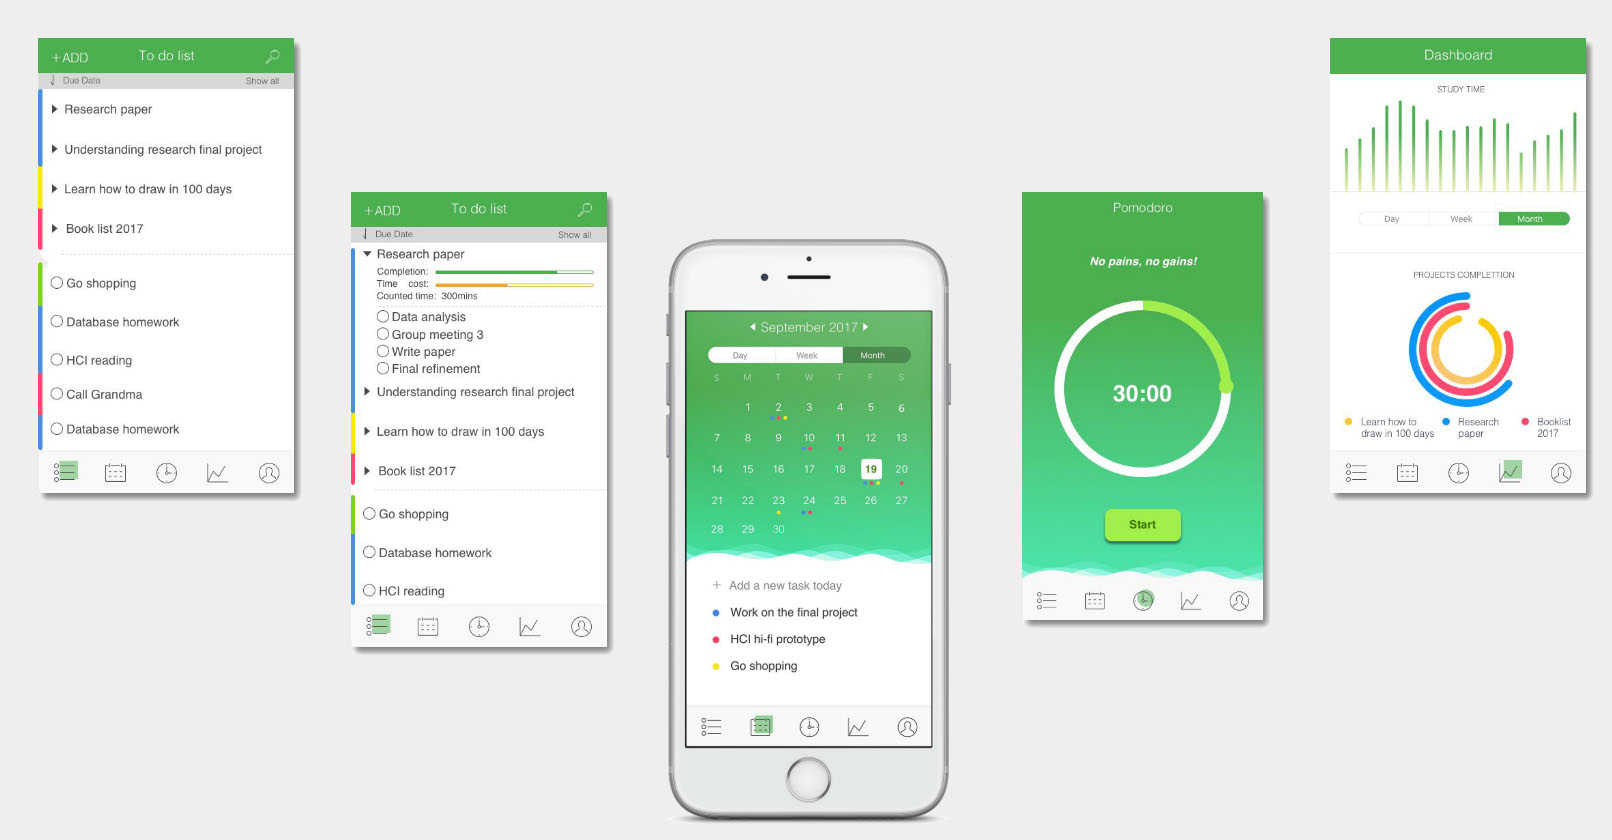 +ADD To do list
Due Date Show all
Research paper
Understanding research final project
Learn how to draw in 100 days
Book list 2017
Go shopping
Database homework
HCI reading
Call Grandma
Database homework
+ADD To do list
Due Date Show all
Research paper
Completion:
Time cost:
Counted time: 300mins
Data analysis
Group meeting 3
Write paper
Final refinement
Understanding research final project
Learn how to draw in 100 days
Book list 2017
Go shopping
Database homework
HCI reading
September 2017
Day Week Month
S M T W T F S
1 2 3 4 5 6
7 8 9 10 11 12 13
14 15 16 17 18 19 20
21 22 23 24 25 26 27
28 29 30
+ Add a new task today
Work on the final project
HCI hi-fi prototype
Go shopping
Pomodoro
No pains, no gains!
30:00
Start
Dashboard
STUDY TIME
Day Week Month
PROJECTS COMPLETTION
Learn how to
draw in 100 days
Research
paper
Booklist
2017